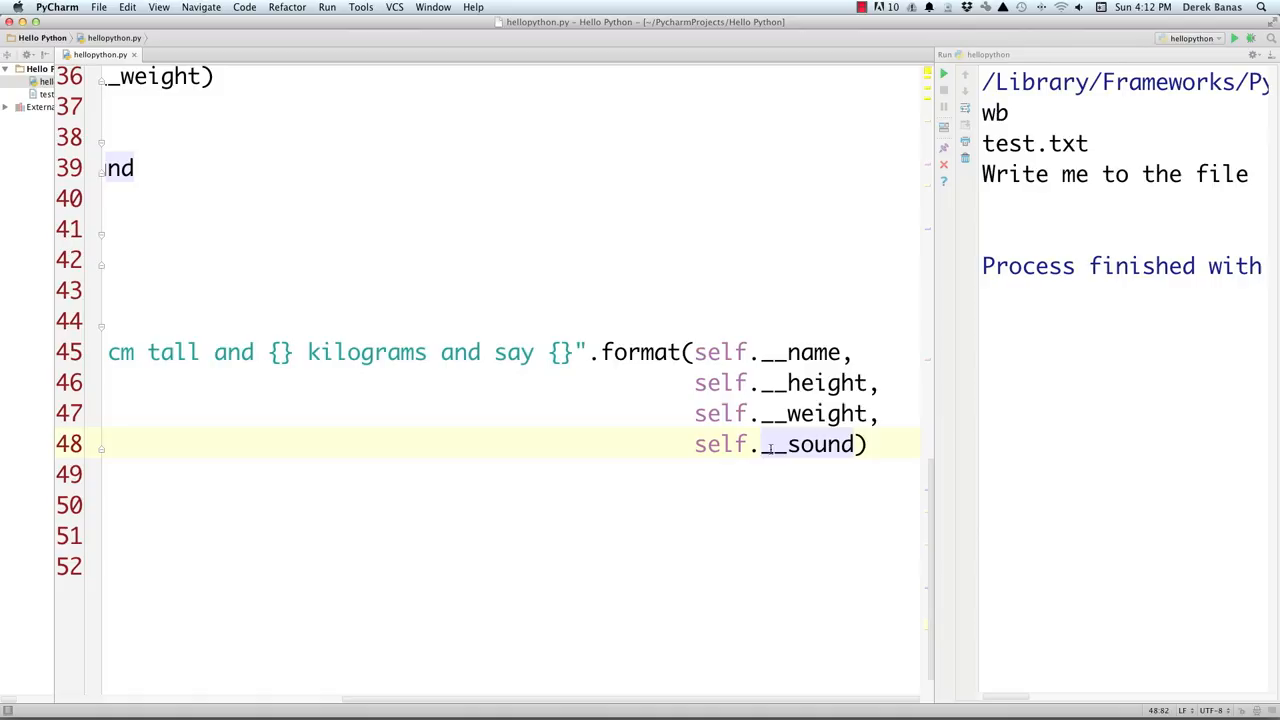 PyCharm File Edit View Navigate Code Refactor Run Tools VCS Window Help 10 Sun 4:12 PM Derek Banas
hellopython.py – Hello Python – [~/PycharmProjects/Hello Python]
Hello Python hellopython.py hellopython
hellopython.py Run hellopython
Hello P
hello
test
Externa
36 _weight)
37
38
39 und
40
41
42
43
44
45 cm tall and {} kilograms and say {}".format(self.__name,
46 self.__height,
47 self.__weight,
48 self.__sound)
49
50
51
52
/Library/Frameworks/Py
wb
test.txt
Write me to the file
Process finished with
48:82 LF UTF-8